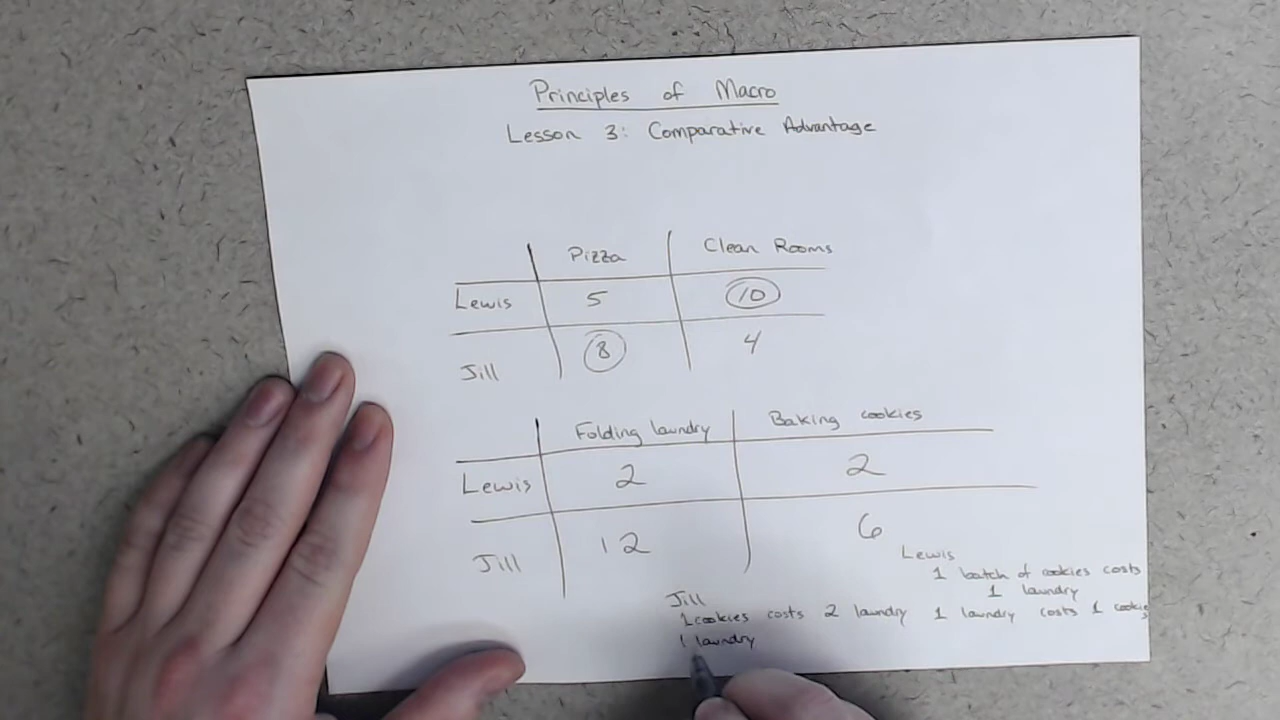 Principles of Macro
Lesson 3: Comparative Advantage
Pizza Clean Rooms
Lewis 5 10
Jill 8 4
Folding laundry Baking cookies
Lewis 2 2
Jill 12 6
Lewis
1 batch of cookies costs
1 laundry
1 laundry costs 1 cookies
Jill
1 cookies costs 2 laundry
1 laundry